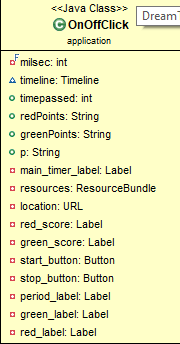 <<Java Class>>
OnOffClick
application
Dream T
milsec: int
timeline: Timeline
timepassed: int
redPoints: String
greenPoints: String
p: String
main_timer_label: Label
resources: ResourceBundle
location: URL
red_score: Label
green_score: Label
start_button: Button
stop_button: Button
period_label: Label
green_label: Label
red_label: Label